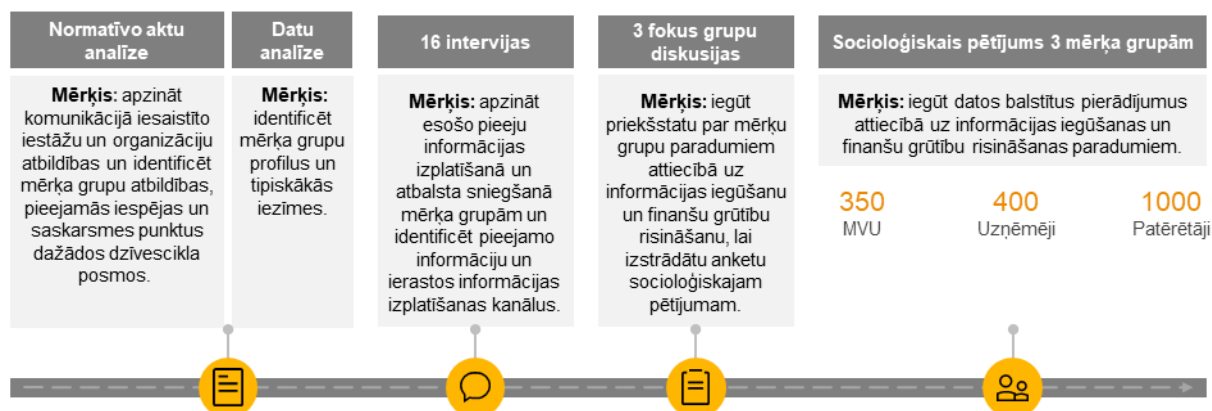 Normatīvo aktu
analīze
Mērķis: apzināt
komunikācijā iesaistīto
iestāžu un organizāciju
atbildības un identificēt
mērķa grupu atbildības,
pieejamās iespējas un
saskarsmes punktus
dažādos dzīvescikla
posmos.
Datu
analīze
Mērķis:
identificēt
mērķa grupu
profilus un
tipiskākās
iezīmes.
16 intervijas
Mērķis: apzināt
esošo pieeju
informācijas
izplatīšanā un
atbalsta sniegšanā
mērķa grupām un
identificēt pieejamo
informāciju un
ierastos informācijas
izplatīšanas kanālus.
3 fokus grupu
diskusijas
Mērķis: iegūt
priekšstatu par mērķu
grupu paradumiem
attiecībā uz
informācijas iegūšanu
un finanšu grūtību
risināšanu, lai
izstrādātu anketu
socioloģiskajam
pētījumam.
Socioloģiskais pētījums 3 mērķa grupām
Mērķis: iegūt datos balstītus pierādījumus
attiecībā uz informācijas iegūšanas un
finanšu grūtību risināšanas paradumiem.
350
MVU
400
Uzņēmēji
1000
Patērētāji